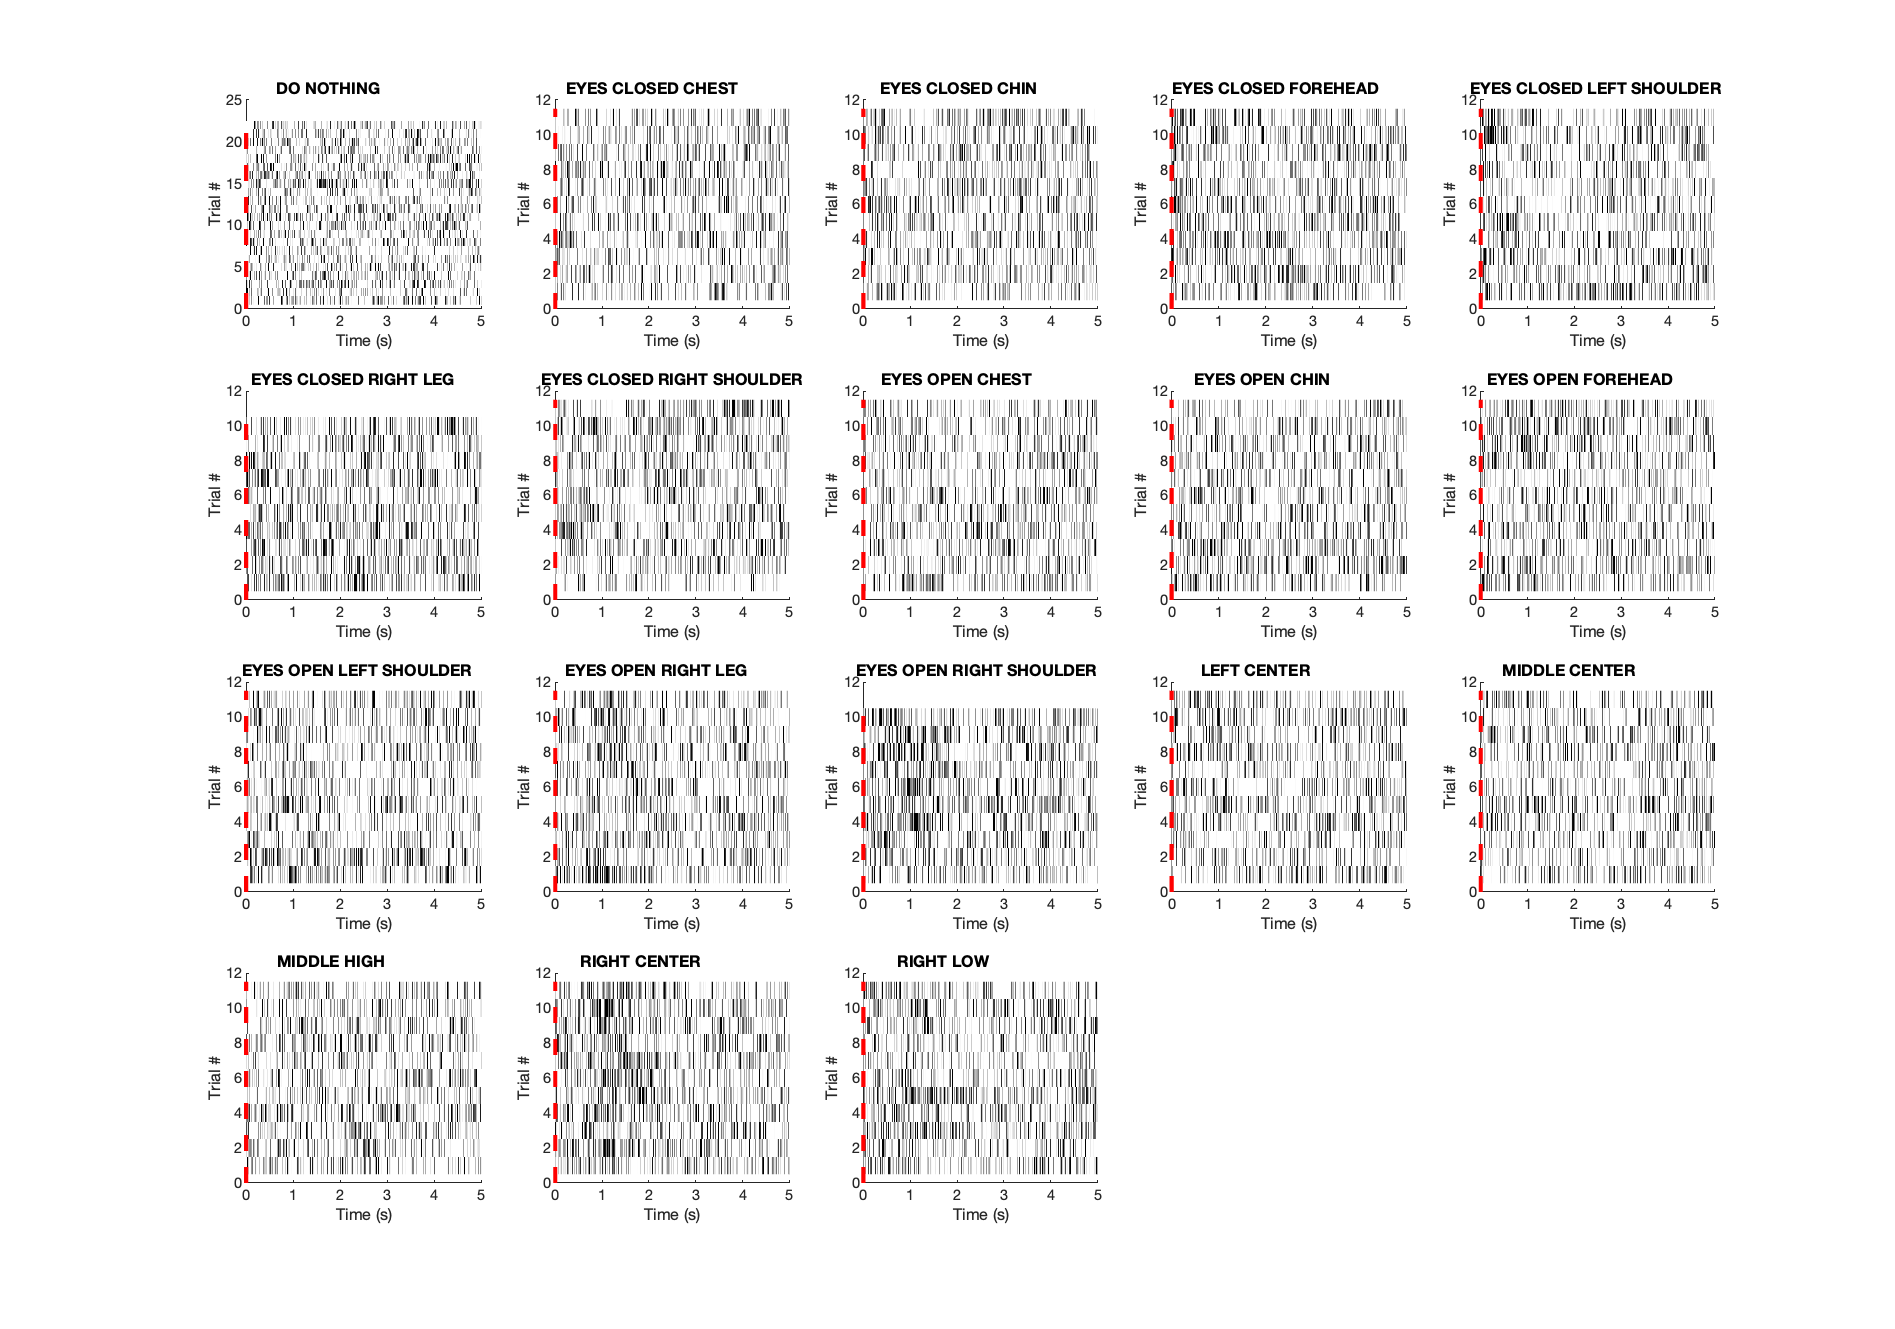 DO NOTHING
25
20
15
10
5
0
Trial #
0 1 2 3 4 5
Time (s)
EYES CLOSED CHEST
12
10
8
6
4
2
0
Trial #
0 1 2 3 4 5
Time (s)
EYES CLOSED CHIN
12
10
8
6
4
2
0
Trial #
0 1 2 3 4 5
Time (s)
EYES CLOSED FOREHEAD
12
10
8
6
4
2
0
Trial #
0 1 2 3 4 5
Time (s)
EYES CLOSED LEFT SHOULDER
12
10
8
6
4
2
0
Trial #
0 1 2 3 4 5
Time (s)
EYES CLOSED RIGHT LEG
12
10
8
6
4
2
0
Trial #
0 1 2 3 4 5
Time (s)
EYES CLOSED RIGHT SHOULDER
12
10
8
6
4
2
0
Trial #
0 1 2 3 4 5
Time (s)
EYES OPEN CHEST
12
10
8
6
4
2
0
Trial #
0 1 2 3 4 5
Time (s)
EYES OPEN CHIN
12
10
8
6
4
2
0
Trial #
0 1 2 3 4 5
Time (s)
EYES OPEN FOREHEAD
12
10
8
6
4
2
0
Trial #
0 1 2 3 4 5
Time (s)
EYES OPEN LEFT SHOULDER
12
10
8
6
4
2
0
Trial #
0 1 2 3 4 5
Time (s)
EYES OPEN RIGHT LEG
12
10
8
6
4
2
0
Trial #
0 1 2 3 4 5
Time (s)
EYES OPEN RIGHT SHOULDER
12
10
8
6
4
2
0
Trial #
0 1 2 3 4 5
Time (s)
LEFT CENTER
12
10
8
6
4
2
0
Trial #
0 1 2 3 4 5
Time (s)
MIDDLE CENTER
12
10
8
6
4
2
0
Trial #
0 1 2 3 4 5
Time (s)
MIDDLE HIGH
12
10
8
6
4
2
0
Trial #
0 1 2 3 4 5
Time (s)
RIGHT CENTER
12
10
8
6
4
2
0
Trial #
0 1 2 3 4 5
Time (s)
RIGHT LOW
12
10
8
6
4
2
0
Trial #
0 1 2 3 4 5
Time (s)